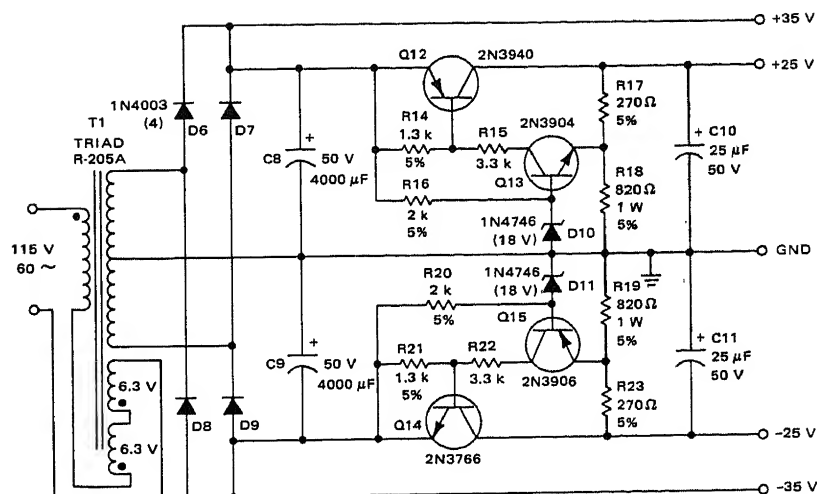 +35 V
Q12
2N3940
+25 V
1N4003
(4)
D6
D7
R17
270Ω
5%
T1
TRIAD
R-205A
R14
1.3 k
5%
R15
3.3 k
2N3904
+
C8
50 V
4000 μF
Q13
R18
820Ω
1 W
5%
+
C10
25 μF
50 V
R16
2 k
5%
1N4746
(18 V)
D10
115 V
60 ~
GND
R20
2 k
5%
1N4746
(18 V)
D11
Q15
R19
820Ω
1 W
5%
+
C9
50 V
4000 μF
R21
1.3 k
5%
R22
3.3 k
2N3906
+
C11
25 μF
50 V
6.3 V
R23
270Ω
5%
D8
D9
Q14
6.3 V
2N3766
-25 V
-35 V